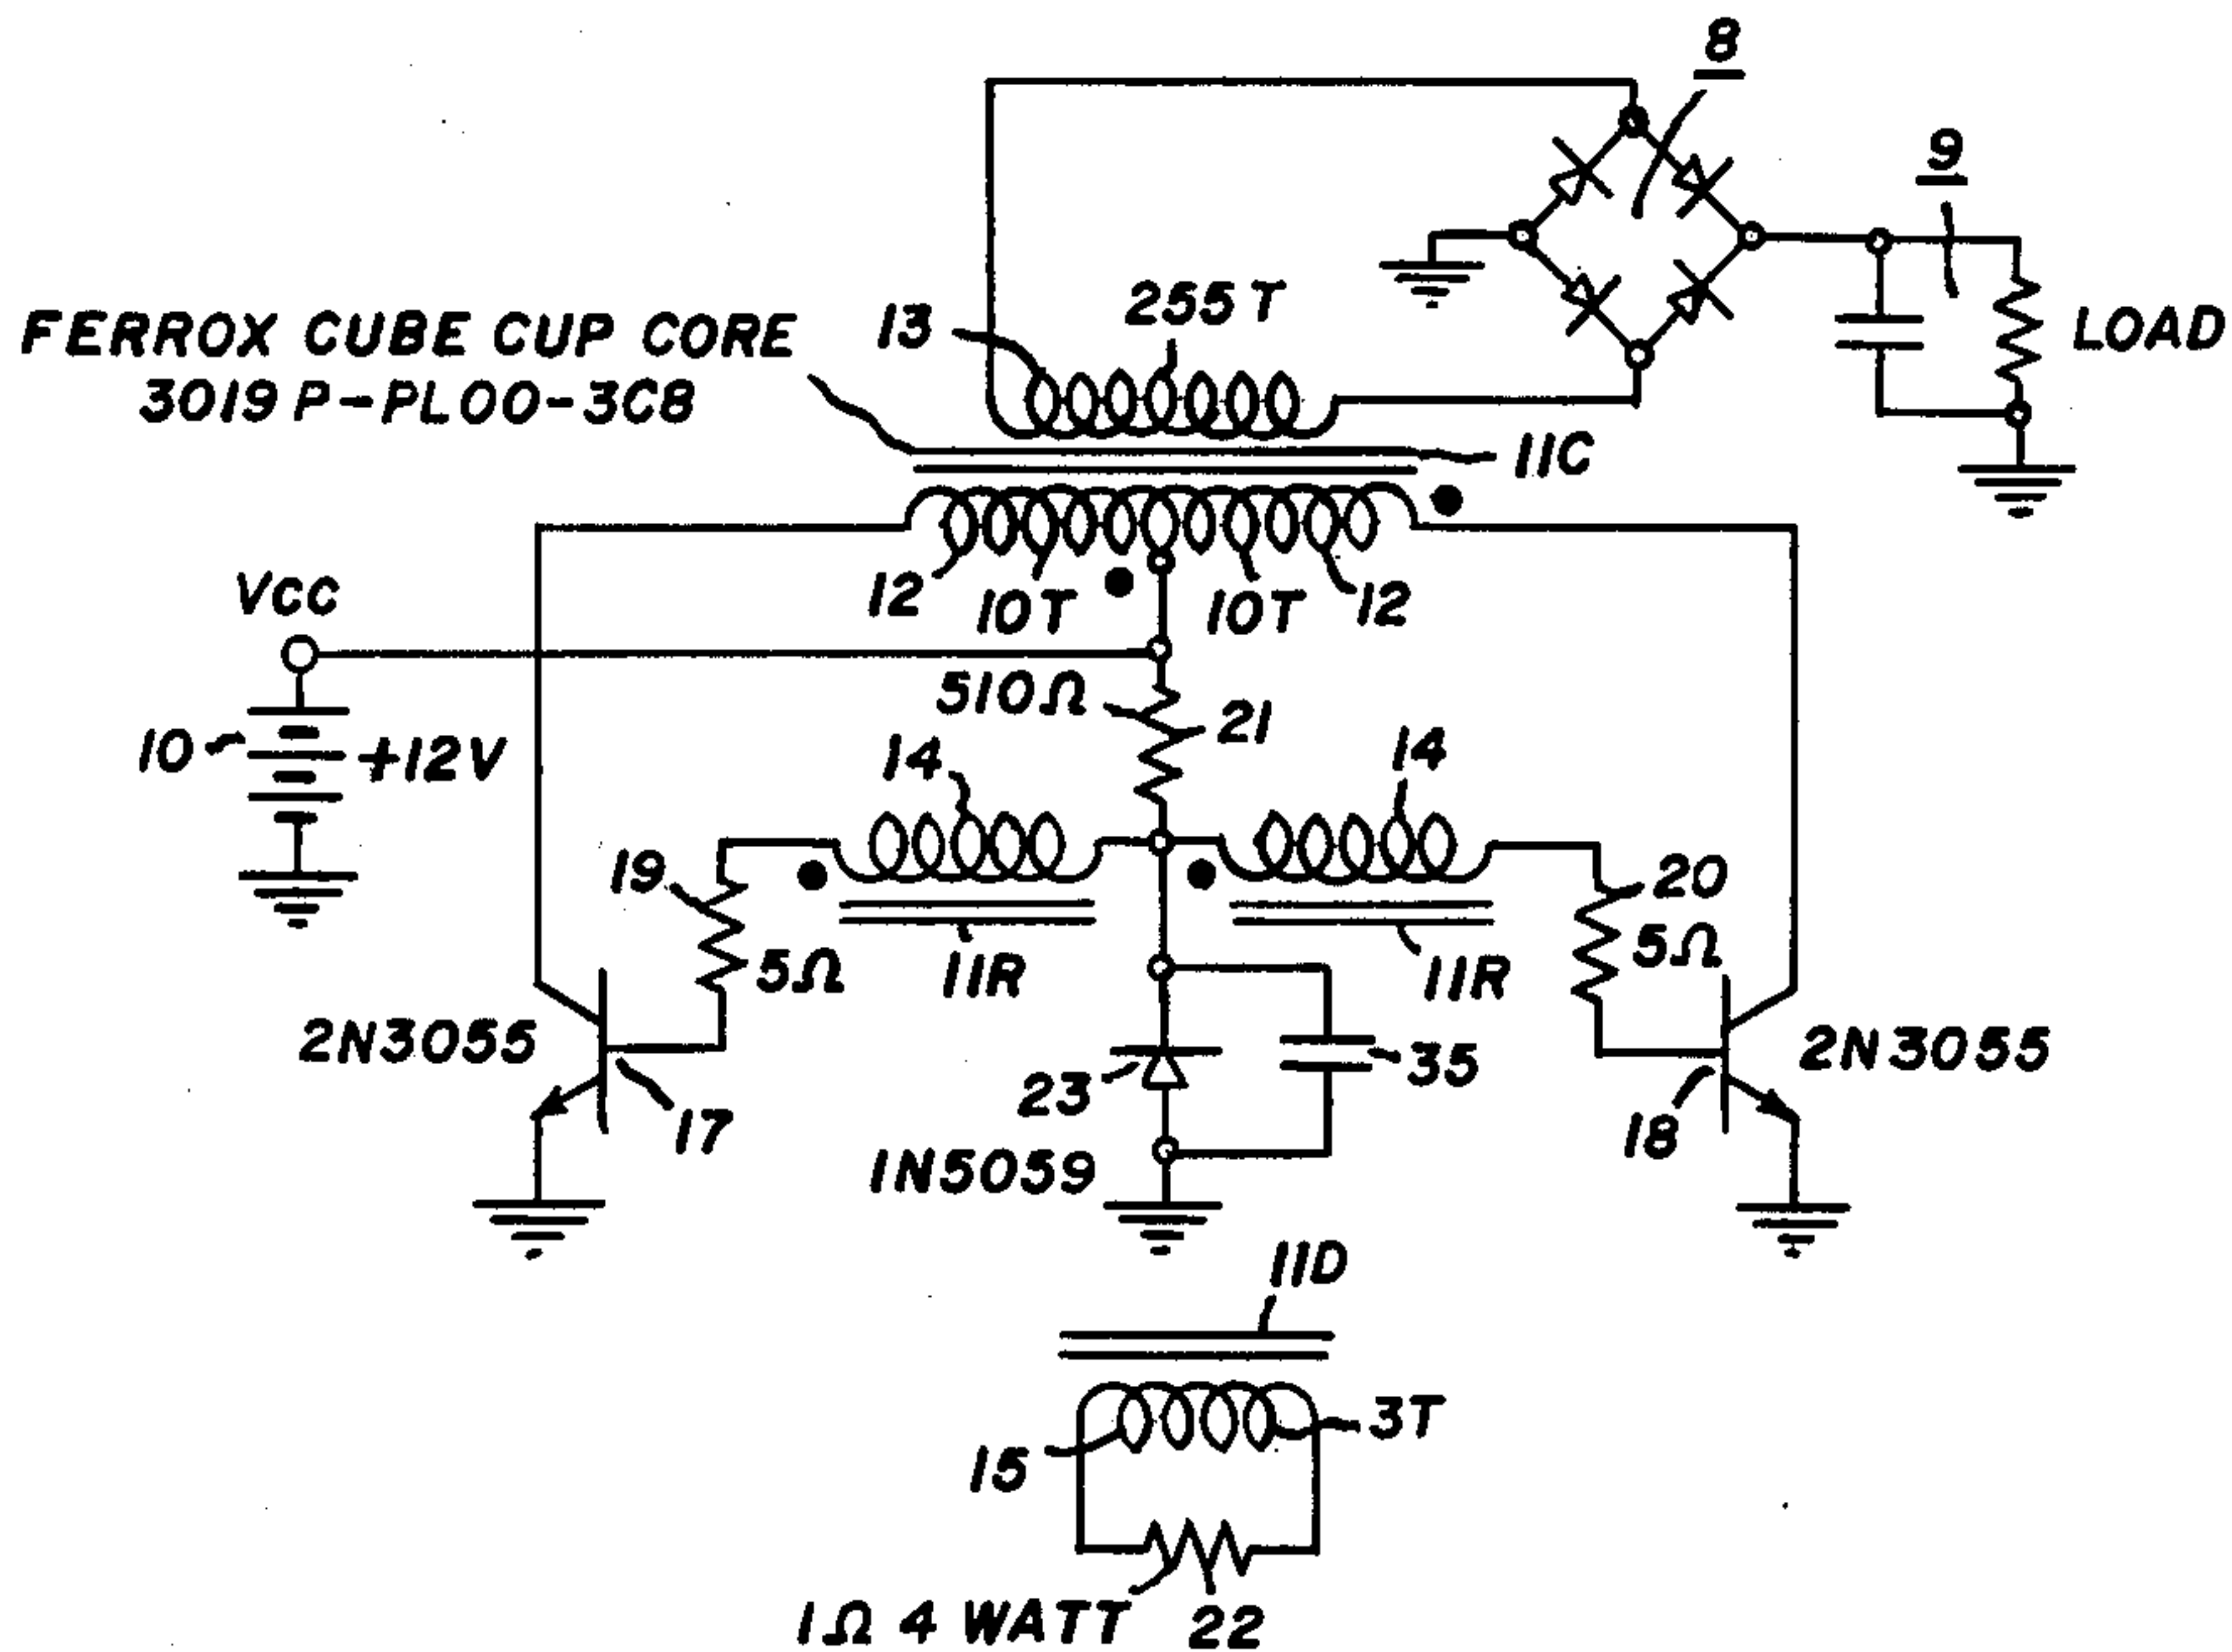 8
9
255 T
13
FERROX CUBE CUP CORE
3019 P-PL00-3C8
LOAD
11C
12
10T
10T
12
VCC
510Ω
21
10
+12V
14
14
19
5Ω
11R
11R
20
5Ω
2N3055
2N3055
23
35
17
18
1N5059
11D
3T
15
1Ω 4 WATT
22